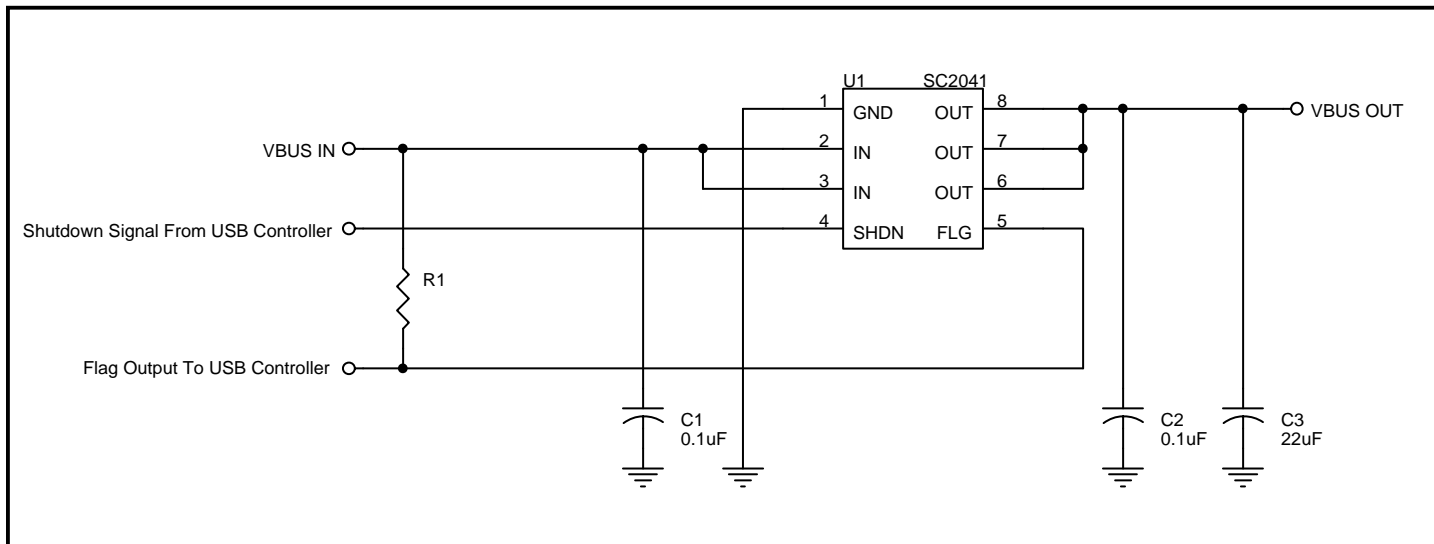 U1 SC2041
1 GND OUT 8
VBUS OUT
VBUS IN
2 IN OUT 7
3 IN OUT 6
Shutdown Signal From USB Controller
4 SHDN FLG 5
R1
Flag Output To USB Controller
C1
0.1uF
C2
0.1uF
C3
22uF